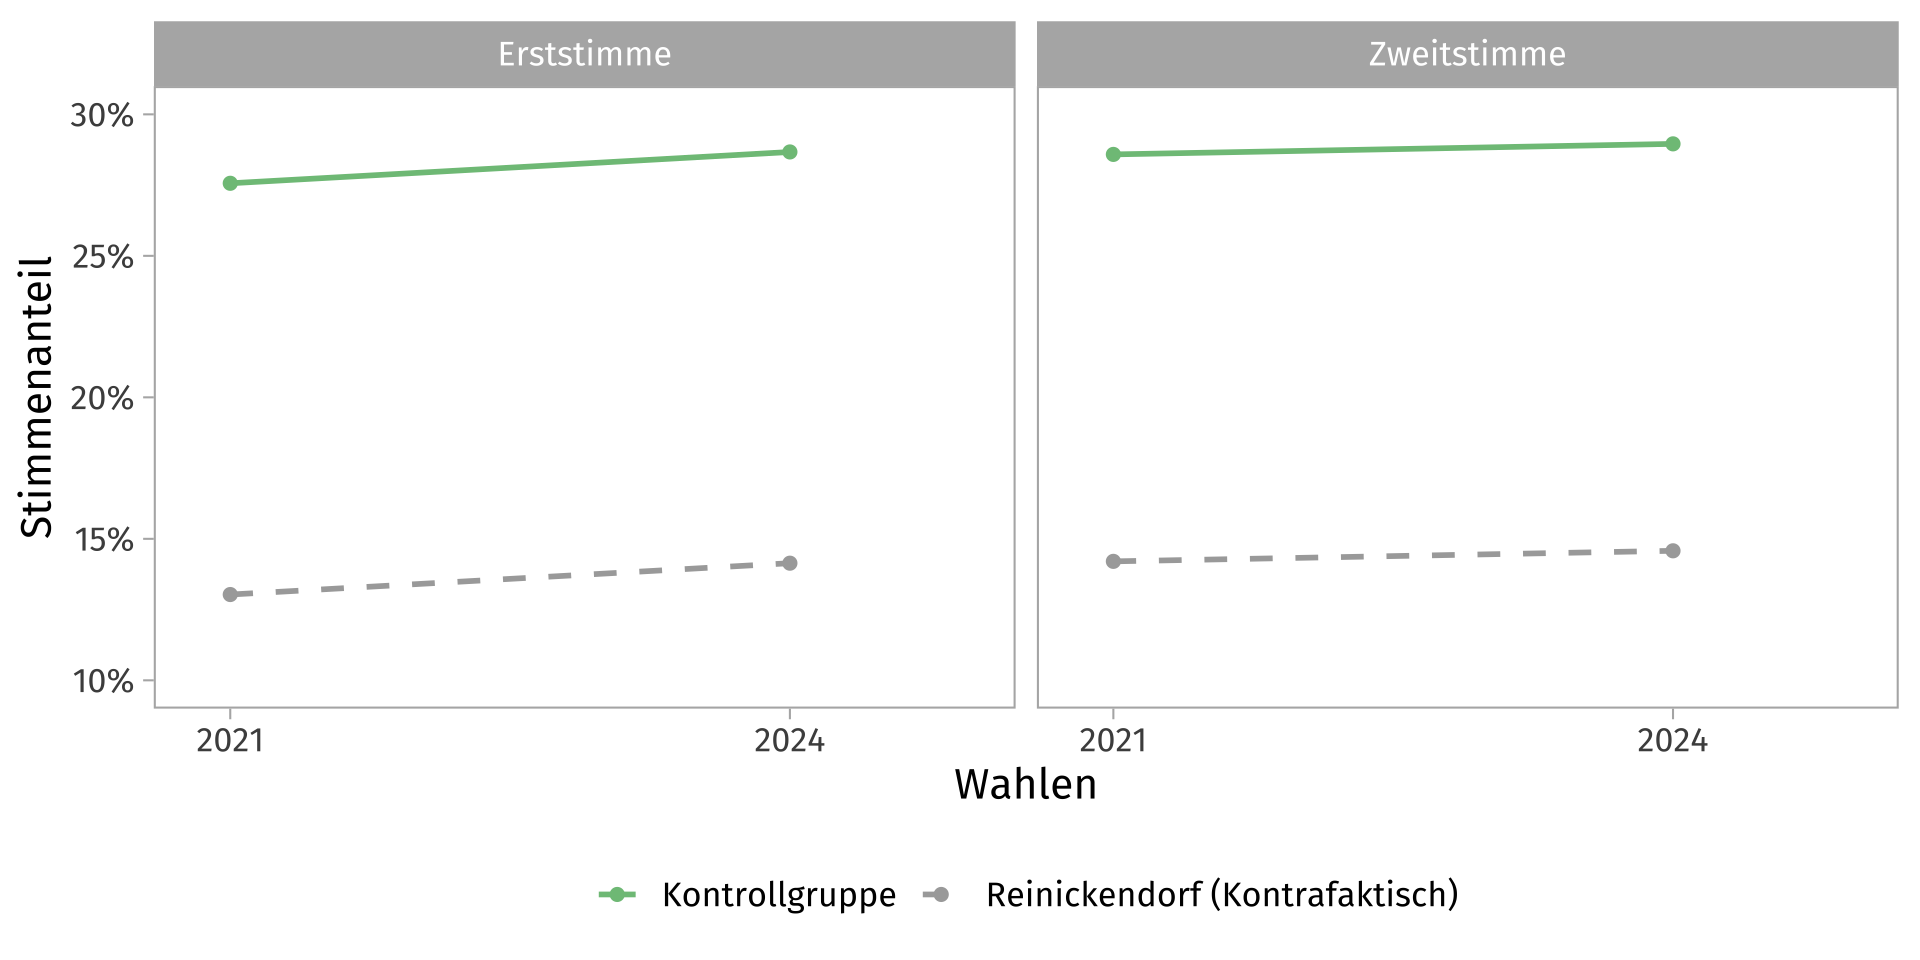 Erststimme
Zweitstimme
30%
25%
20%
15%
10%
Stimmenanteil
2021
2024
2021
2024
Wahlen
Kontrollgruppe
Reinickendorf (Kontrafaktisch)